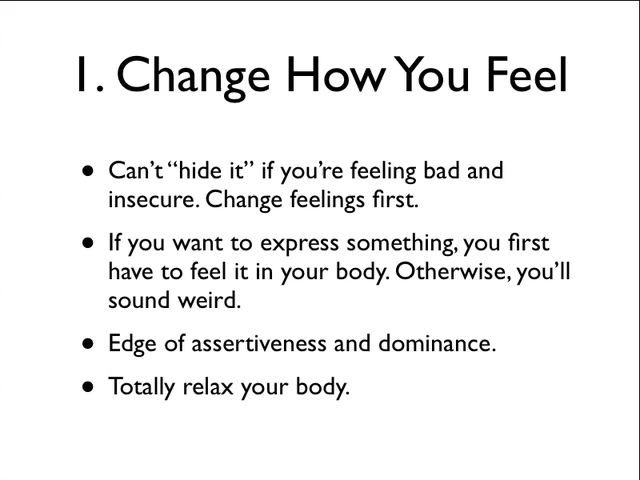 1. Change How You Feel
• Can't “hide it” if you're feeling bad and
insecure. Change feelings first.
• If you want to express something, you first
have to feel it in your body. Otherwise, you'll
sound weird.
• Edge of assertiveness and dominance.
• Totally relax your body.